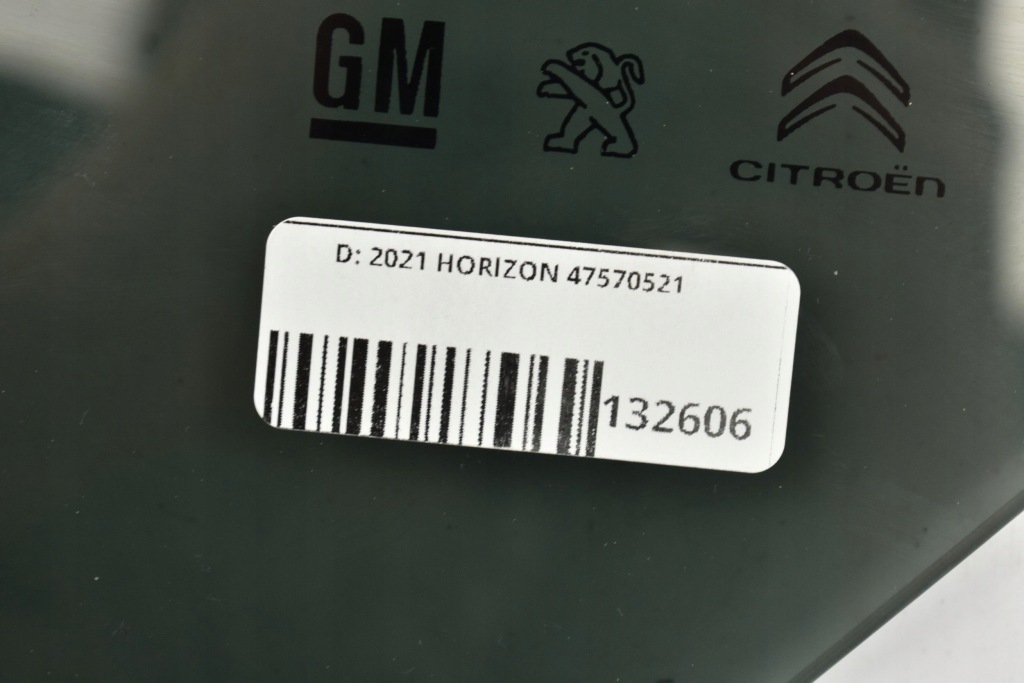 GM
CITROËN
D: 2021 HORIZON 47570521
132606